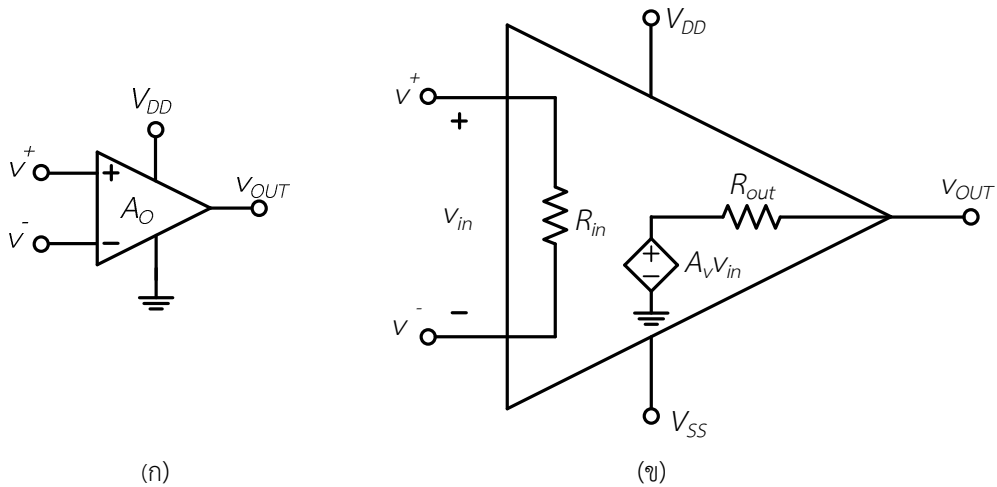 V_DD
v^+
v^-
+
−
A_O
v_OUT
(ก)
V_DD
v^+
+
v_in
R_in
R_out
v_OUT
+
−
A_v v_in
−
v^-
V_SS
(ข)